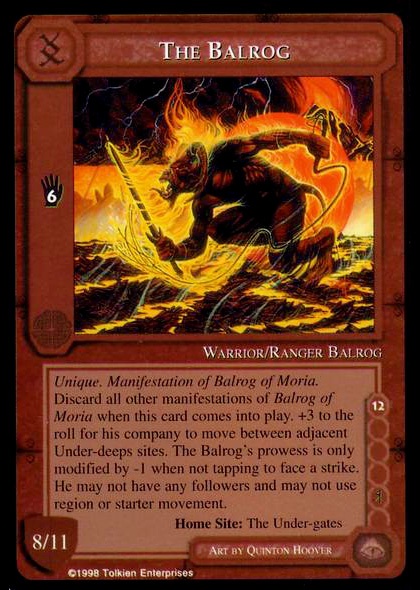 THE BALROG
6
WARRIOR/RANGER BALROG
Unique. Manifestation of Balrog of Moria.
Discard all other manifestations of Balrog of
Moria when this card comes into play. +3 to the
roll for his company to move between adjacent
Under-deeps sites. The Balrog's prowess is only
modified by -1 when not tapping to face a strike.
He may not have any followers and may not use
region or starter movement.
12
Home Site: The Under-gates
8/11
ART BY QUINTON HOOVER
©1998 Tolkien Enterprises